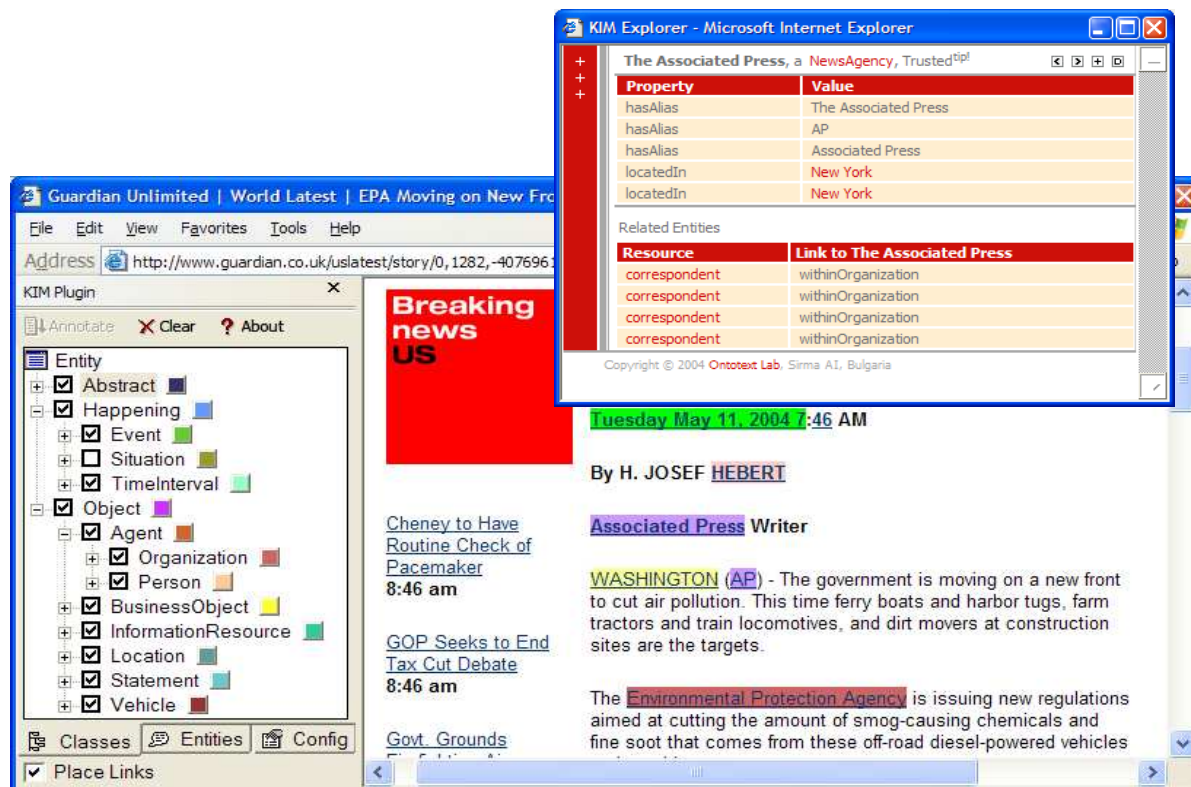 KIM Explorer - Microsoft Internet Explorer
The Associated Press, a NewsAgency, Trusted tip!
Property Value
hasAlias The Associated Press
hasAlias AP
hasAlias Associated Press
locatedIn New York
locatedIn New York
Related Entities
Resource Link to The Associated Press
correspondent withinOrganization
correspondent withinOrganization
correspondent withinOrganization
correspondent withinOrganization
Copyright © 2004 Ontotext Lab, Sirma AI, Bulgaria
Guardian Unlimited | World Latest | EPA Moving on New Fro
File Edit View Favorites Tools Help
Address http://www.guardian.co.uk/uslatest/story/0,1282,-4076961
KIM Plugin
Annotate Clear ? About
Entity
Abstract
Happening
Event
Situation
TimeInterval
Object
Agent
Organization
Person
BusinessObject
InformationResource
Location
Statement
Vehicle
Classes Entities Config
Place Links
Breaking
news
US
Cheney to Have
Routine Check of
Pacemaker
8:46 am
GOP Seeks to End
Tax Cut Debate
8:46 am
Govt. Grounds
Tuesday May 11, 2004 7:46 AM
By H. JOSEF HEBERT
Associated Press Writer
WASHINGTON (AP) - The government is moving on a new front
to cut air pollution. This time ferry boats and harbor tugs, farm
tractors and train locomotives, and dirt movers at construction
sites are the targets.
The Environmental Protection Agency is issuing new regulations
aimed at cutting the amount of smog-causing chemicals and
fine soot that comes from these off-road diesel-powered vehicles